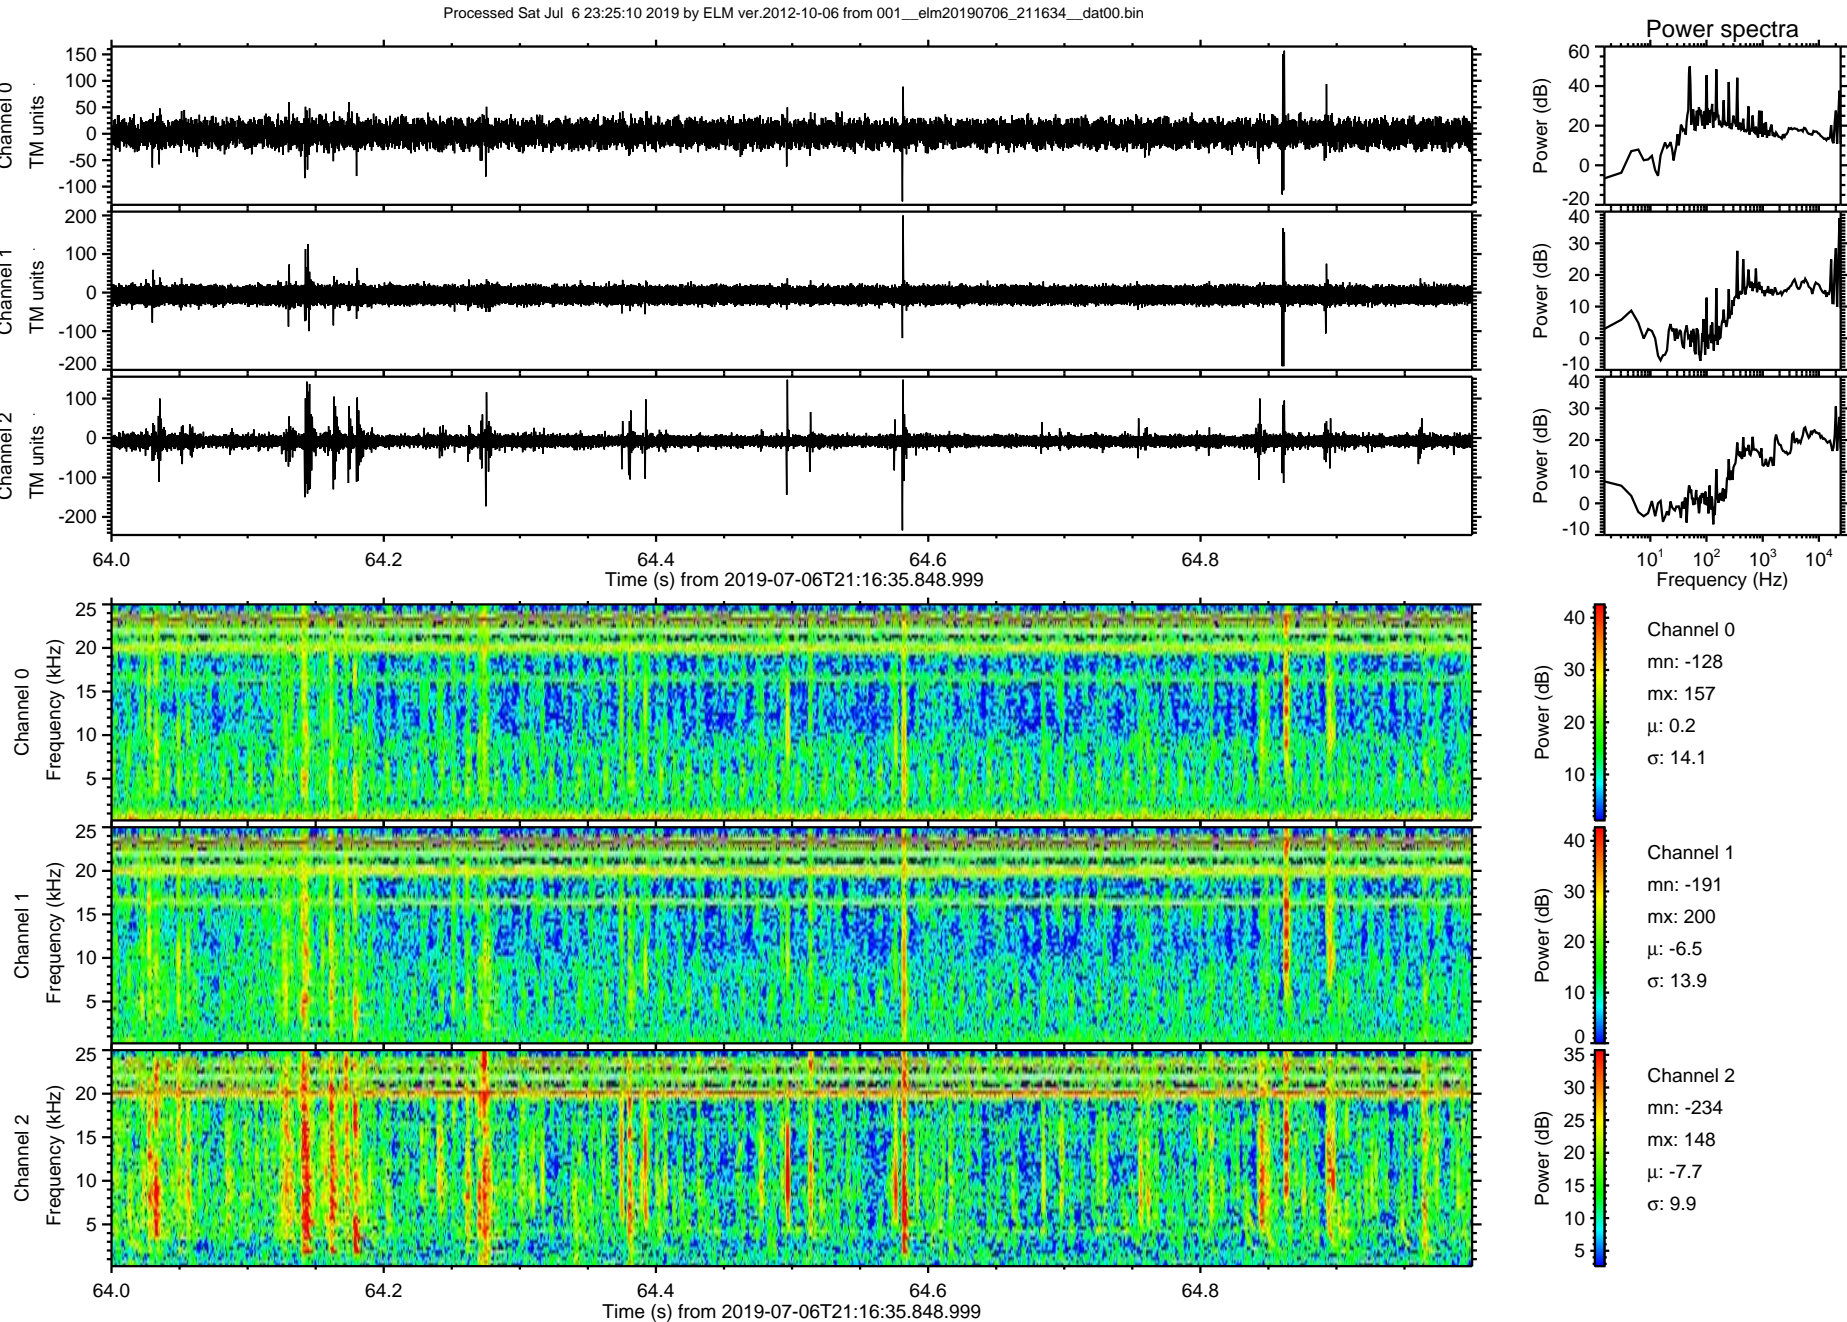 Processed Sat Jul 6 23:25:10 2019 by ELM ver.2012-10-06 from 001__elm20190706_211634__dat00.bin
Power spectra
Channel 0
TM units
150
100
50
0
-50
-100
Power (dB)
60
40
20
0
-20
Channel 1
TM units
200
100
0
-100
-200
Power (dB)
40
30
20
10
0
-10
Channel 2
TM units
100
0
-100
-200
Power (dB)
40
30
20
10
0
-10
64.0 64.2 64.4 64.6 64.8
Time (s) from 2019-07-06T21:16:35.848.999
10^1 10^2 10^3 10^4
Frequency (Hz)
Channel 0
Frequency (kHz)
25
20
15
10
5
Power (dB)
40
30
20
10
Channel 0
mn: -128
mx: 157
μ: 0.2
σ: 14.1
Channel 1
Frequency (kHz)
25
20
15
10
5
Power (dB)
40
30
20
10
0
Channel 1
mn: -191
mx: 200
μ: -6.5
σ: 13.9
Channel 2
Frequency (kHz)
25
20
15
10
5
Power (dB)
35
30
25
20
15
10
5
Channel 2
mn: -234
mx: 148
μ: -7.7
σ: 9.9
64.0 64.2 64.4 64.6 64.8
Time (s) from 2019-07-06T21:16:35.848.999